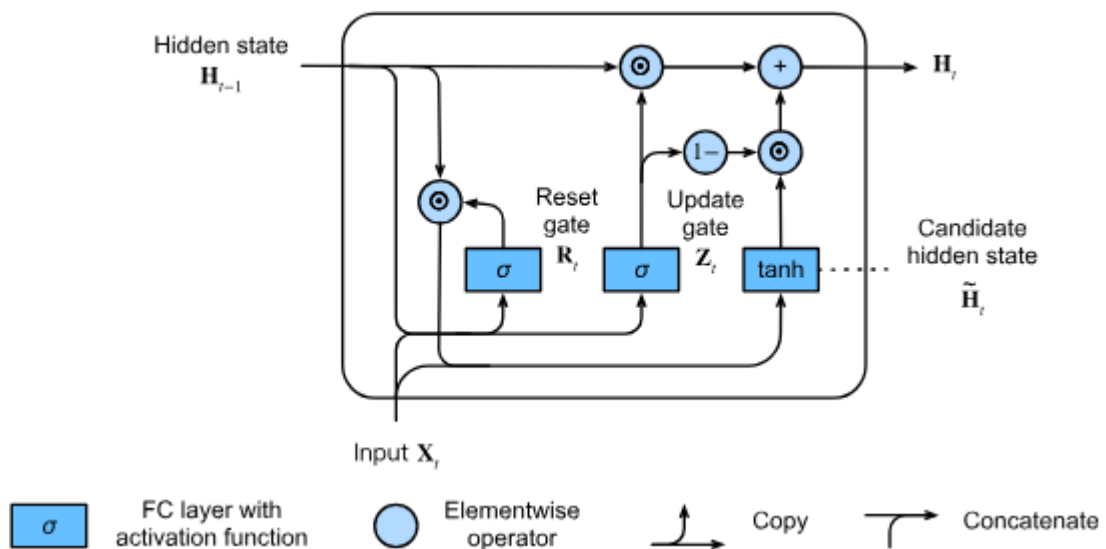 Hidden state
H_{t−1}
⊙
+
H_t
1−
⊙
⊙
Reset
gate
R_t
Update
gate
Z_t
σ
σ
tanh
Candidate
hidden state
H̃_t
Input X_t
σ
FC layer with
activation function
Elementwise
operator
Copy
Concatenate